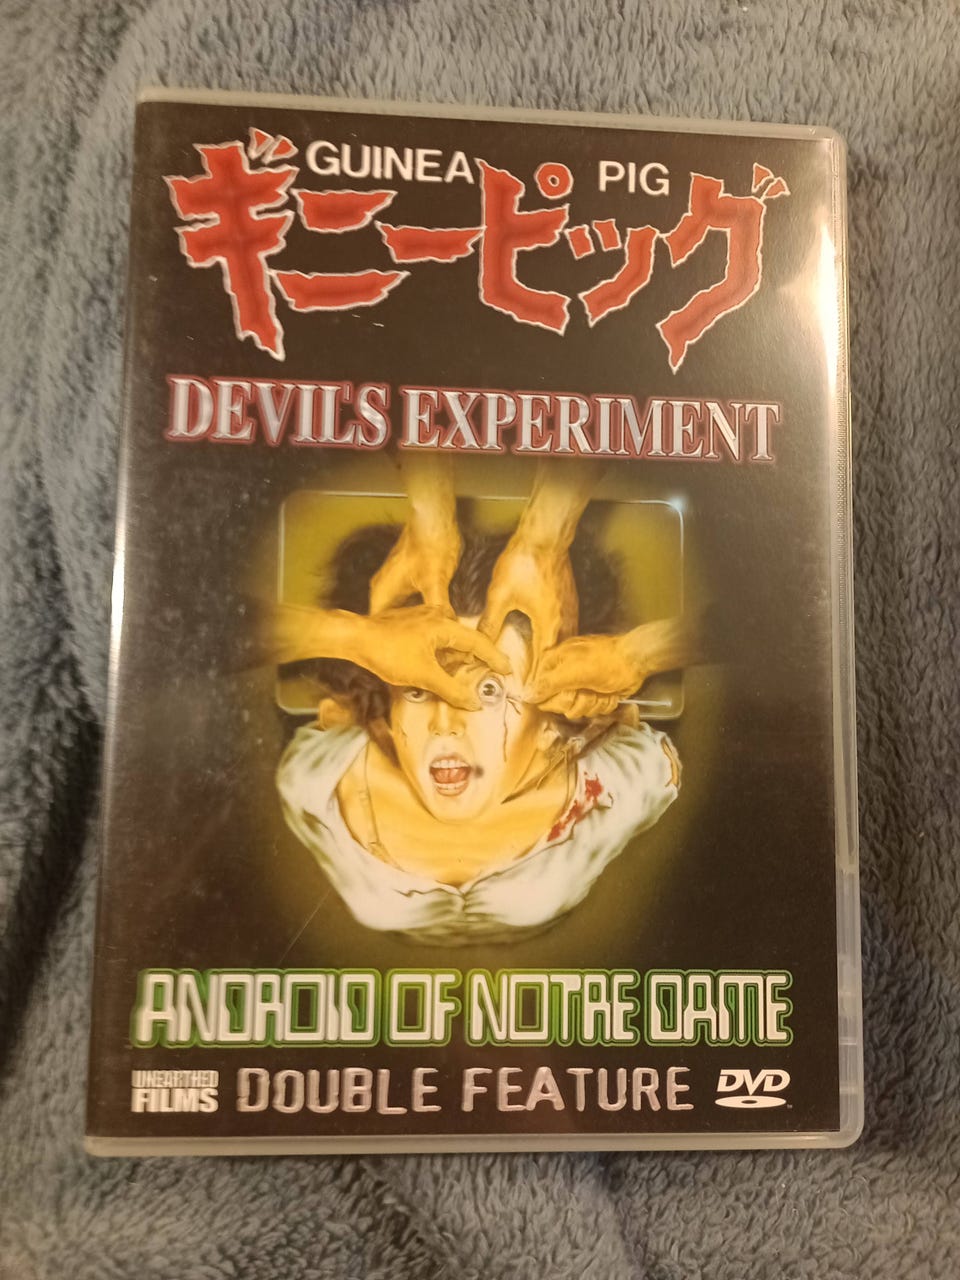 GUINEA PIG
ギニーピッグ
DEVIL'S EXPERIMENT
ANDROID OF NOTRE DAME
UNEARTHED
FILMS
DOUBLE FEATURE
DVD